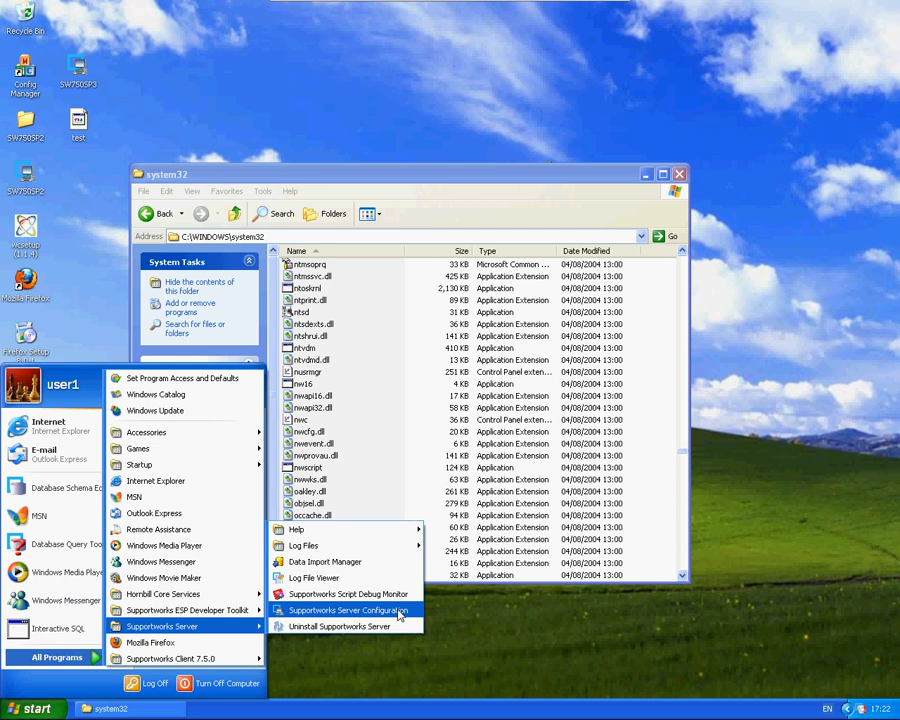 Recycle Bin
Config
Manager
SW750SP3
SW750SP2
test
SW750SP2
wcsetup
(1.1.4)
Mozilla Firefox
Firefox Setup
system32
File Edit View Favorites Tools Help
Back Search Folders
Address C:\WINDOWS\system32 Go
System Tasks
Hide the contents of
this folder
Add or remove
programs
Search for files or
folders
Name Size Type Date Modified
ntmsoprq 33 KB Microsoft Common ... 04/08/2004 13:00
ntmssvc.dll 425 KB Application Extension 04/08/2004 13:00
ntoskrnl 2,130 KB Application 04/08/2004 13:00
ntprint.dll 89 KB Application Extension 04/08/2004 13:00
ntsd 31 KB Application 04/08/2004 13:00
ntsdexts.dll 36 KB Application Extension 04/08/2004 13:00
ntshrui.dll 141 KB Application Extension 04/08/2004 13:00
ntvdm 410 KB Application 04/08/2004 13:00
ntvdmd.dll 13 KB Application Extension 04/08/2004 13:00
nusrmgr 251 KB Control Panel exten... 04/08/2004 13:00
nw16 4 KB Application 04/08/2004 13:00
nwapi16.dll 17 KB Application Extension 04/08/2004 13:00
nwapi32.dll 58 KB Application Extension 04/08/2004 13:00
nwc 36 KB Control Panel exten... 04/08/2004 13:00
nwcfg.dll 20 KB Application Extension 04/08/2004 13:00
nwevent.dll 6 KB Application Extension 04/08/2004 13:00
nwprovau.dll 141 KB Application Extension 04/08/2004 13:00
nwscript 124 KB Application 04/08/2004 13:00
nwwks.dll 63 KB Application Extension 04/08/2004 13:00
oakley.dll 261 KB Application Extension 04/08/2004 13:00
objsel.dll 279 KB Application Extension 04/08/2004 13:00
occache.dll 94 KB Application Extension 04/08/2004 13:00
60 KB Application Extension 04/08/2004 13:00
26 KB Application Extension 04/08/2004 13:00
244 KB Application Extension 04/08/2004 13:00
16 KB Application Extension 04/08/2004 13:00
32 KB Application Extension 04/08/2004 13:00
user1
Internet
Internet Explorer
E-mail
Outlook Express
Database Schema Ed
MSN
Database Query Too
Windows Media Playe
Windows Messenger
Interactive SQL
All Programs
Set Program Access and Defaults
Windows Catalog
Windows Update
Accessories
Games
Startup
Internet Explorer
MSN
Outlook Express
Remote Assistance
Windows Media Player
Windows Messenger
Windows Movie Maker
Hornbill Core Services
Supportworks ESP Developer Toolkit
Supportworks Server
Mozilla Firefox
Supportworks Client 7.5.0
Help
Log Files
Data Import Manager
Log File Viewer
Supportworks Script Debug Monitor
Supportworks Server Configuration
Uninstall Supportworks Server
Log Off Turn Off Computer
start system32 EN 17:22